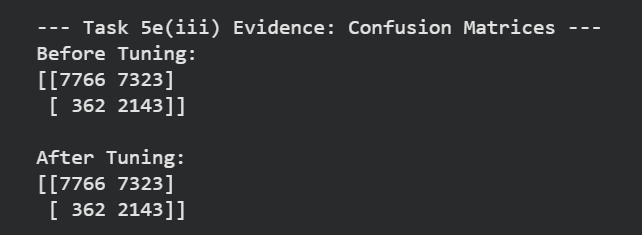 --- Task 5e(iii) Evidence: Confusion Matrices ---
Before Tuning:
[[7766 7323]
 [ 362 2143]]
After Tuning:
[[7766 7323]
 [ 362 2143]]